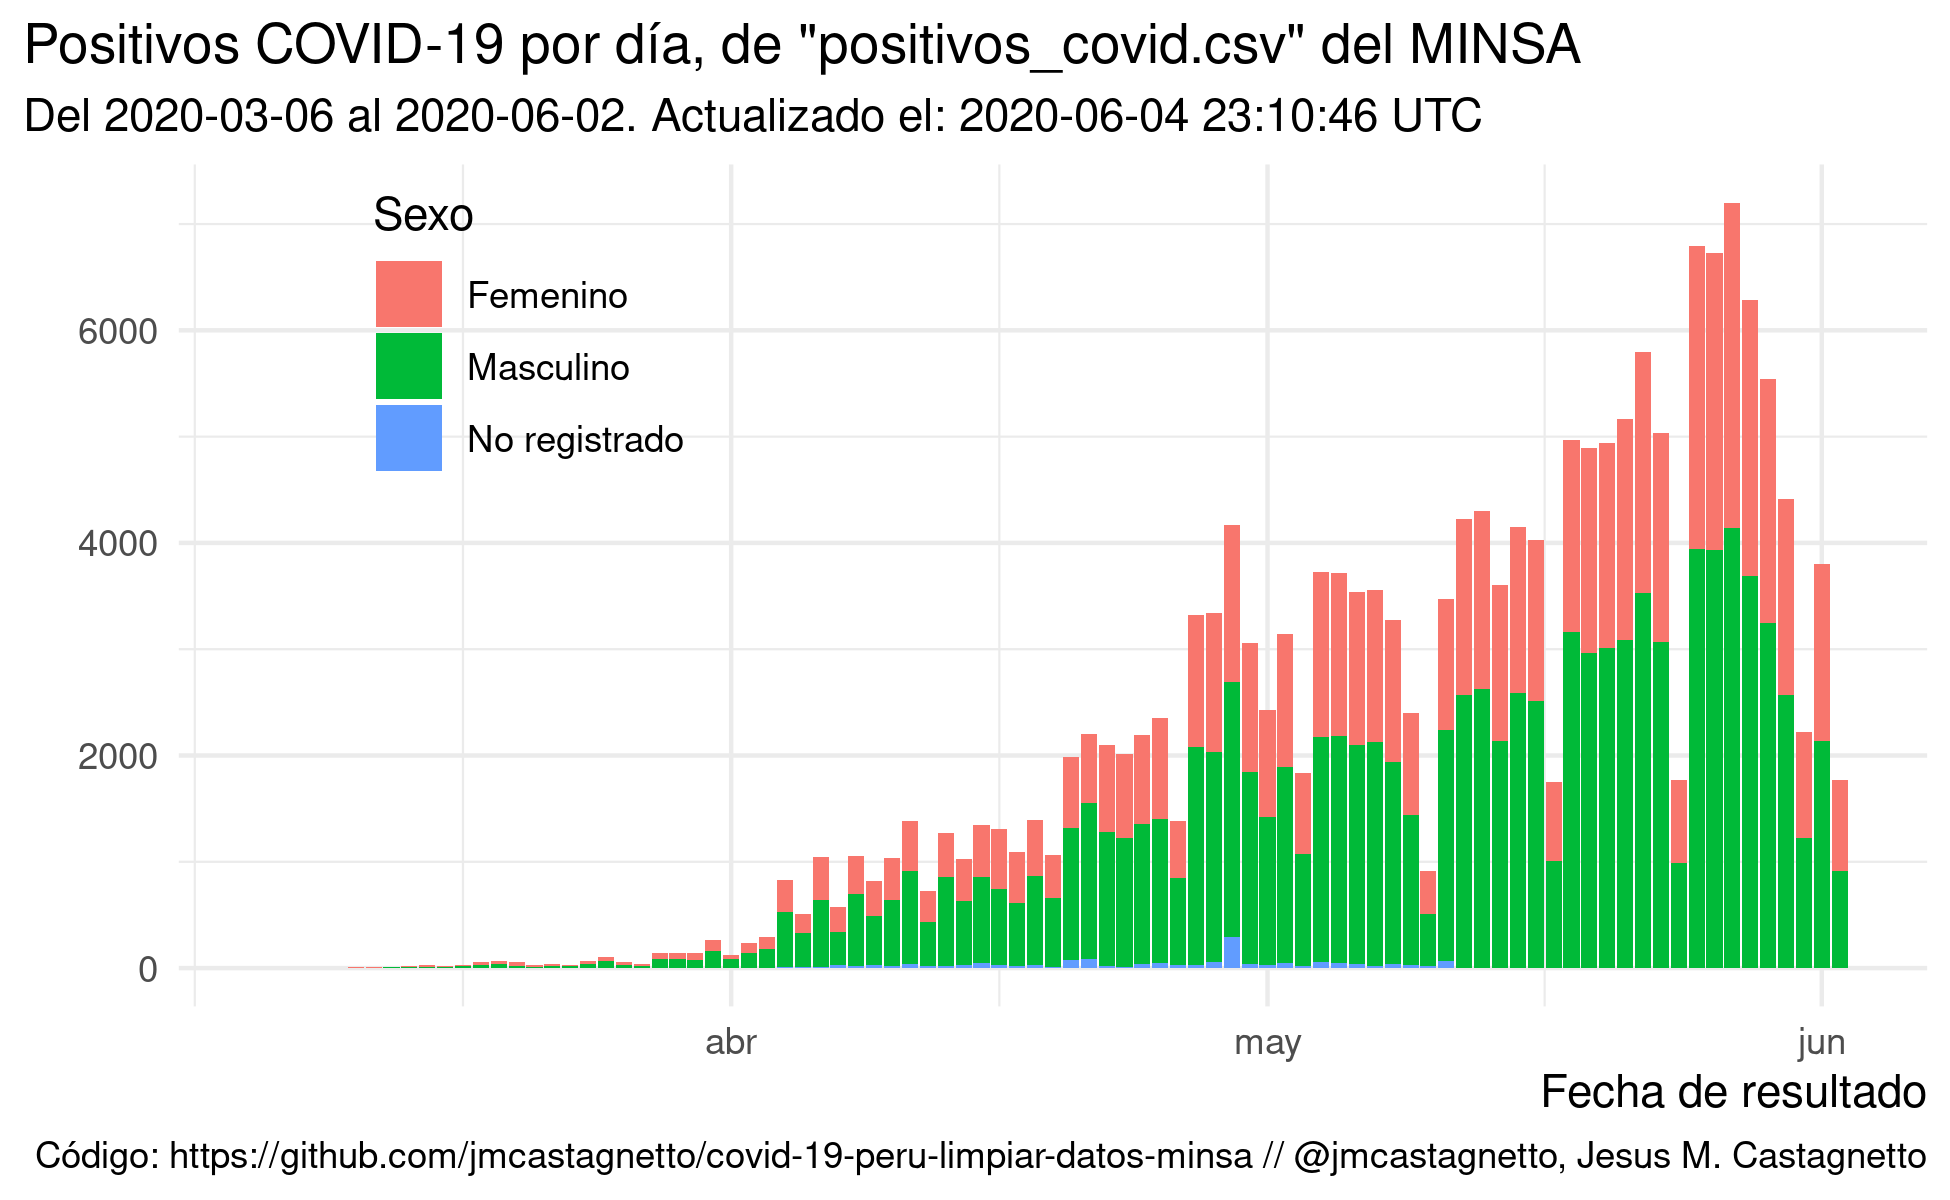 Positivos COVID-19 por día, de "positivos_covid.csv" del MINSA
Del 2020-03-06 al 2020-06-02. Actualizado el: 2020-06-04 23:10:46 UTC
Sexo
Femenino
Masculino
No registrado
6000
4000
2000
0
abr may jun
Fecha de resultado
Código: https://github.com/jmcastagnetto/covid-19-peru-limpiar-datos-minsa // @jmcastagnetto, Jesus M. Castagnetto